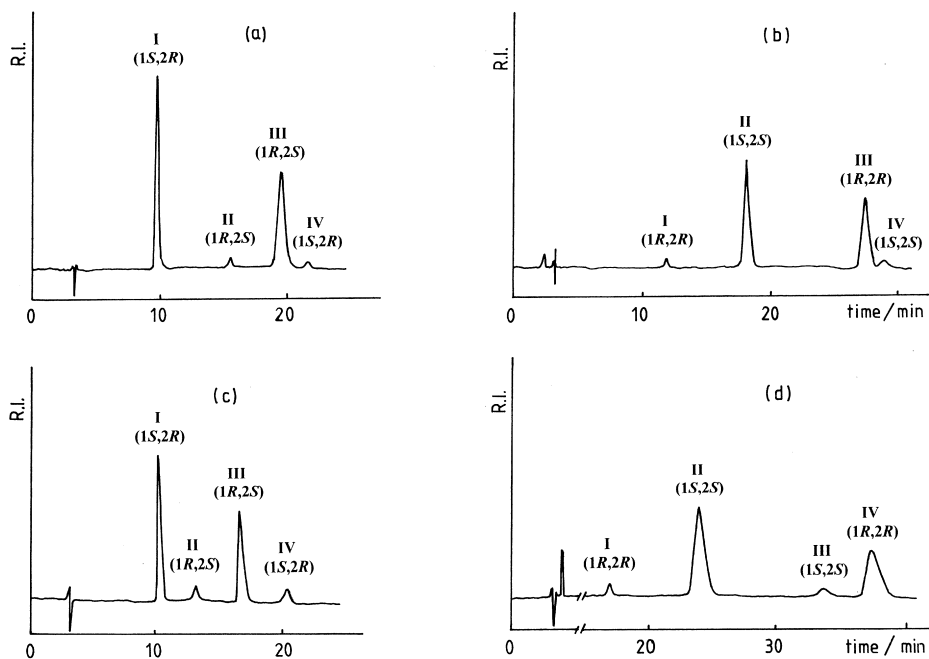 R.I.
(a)
I
(1S,2R)
II
(1R,2S)
III
(1R,2S)
IV
(1S,2R)
0 10 20
R.I.
(b)
I
(1R,2R)
II
(1S,2S)
III
(1R,2R)
IV
(1S,2S)
0 10 20 time/min
R.I.
(c)
I
(1S,2R)
II
(1R,2S)
III
(1R,2S)
IV
(1S,2R)
0 10 20
R.I.
(d)
I
(1R,2R)
II
(1S,2S)
III
(1S,2S)
IV
(1R,2R)
0 20 30 time/min